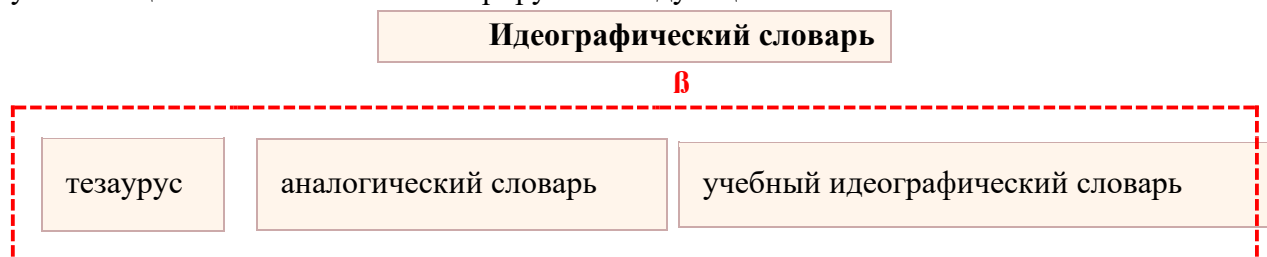 Идеографический словарь
ß
тезаурус аналогический словарь учебный идеографический словарь